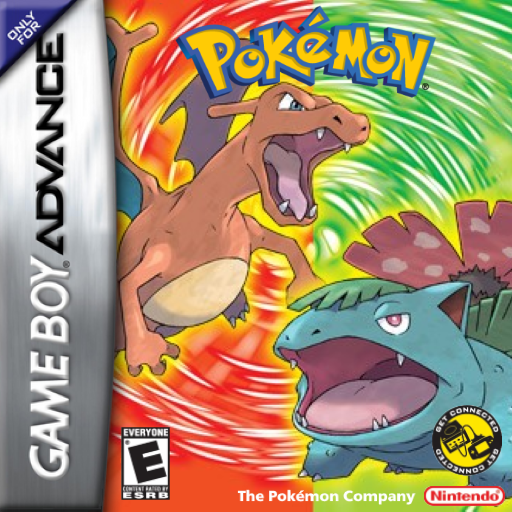 ONLY
FOR
GAME BOY ADVANCE
POKéMON
EVERYONE
E
CONTENT RATED BY
ESRB
GET CONNECTED
GET CONNECTED
The Pokémon Company
Nintendo